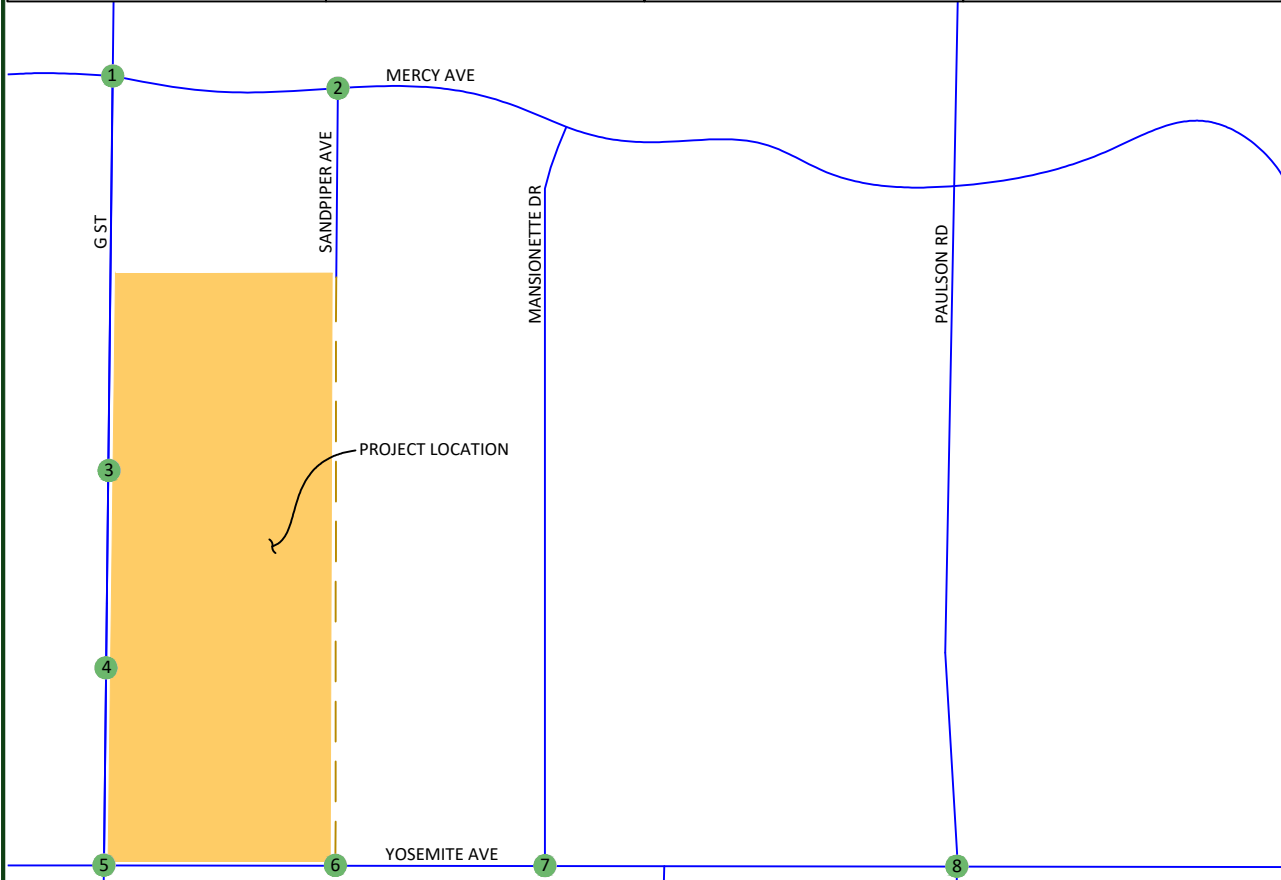 1
2
MERCY AVE
G ST
SANDPIPER AVE
MANSIONETTE DR
PAULSON RD
PROJECT LOCATION
3
4
YOSEMITE AVE
5
6
7
8